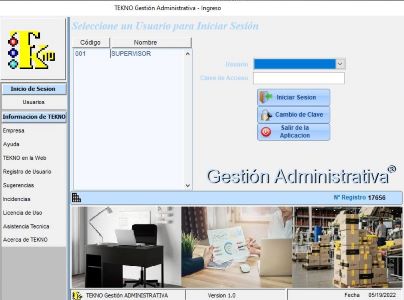 TEKNO Gestión Administrativa - Ingreso
Seleccione un Usuario para Iniciar Sesión
Código Nombre
001 SUPERVISOR
Usuario
Clave de Acceso
Iniciar Sesion
Cambio de Clave
Salir de la
Aplicacion
Inicio de Sesion
Usuarios
Informacion de TEKNO
Empresa
Ayuda
TEKNO en la Web
Registro de Usuario
Sugerencias
Incidencias
Licencia de Uso
Asistencia Tecnica
Acerca de TEKNO
Gestión Administrativa®
Nº Registro 17656
TEKNO Gestión ADMINISTRATIVA Version 1.0 Fecha 05/19/2022